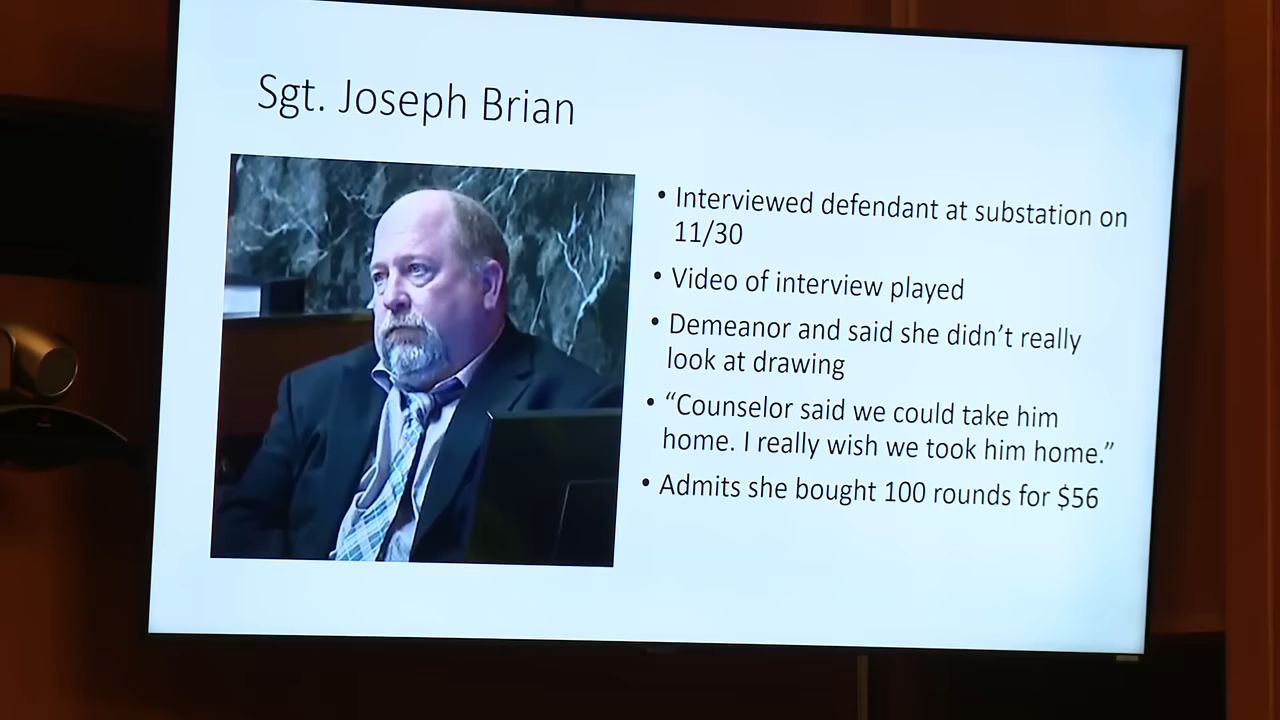 Sgt. Joseph Brian
• Interviewed defendant at substation on
11/30
• Video of interview played
• Demeanor and said she didn't really
look at drawing
• “Counselor said we could take him
home. I really wish we took him home.”
• Admits she bought 100 rounds for $56